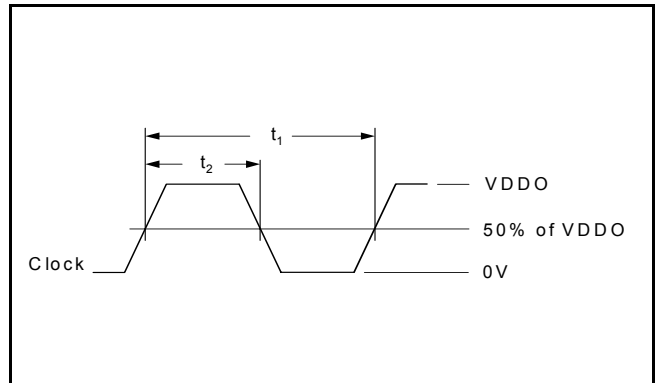 t1
t2
VDDO
50% of VDDO
Clock
0V